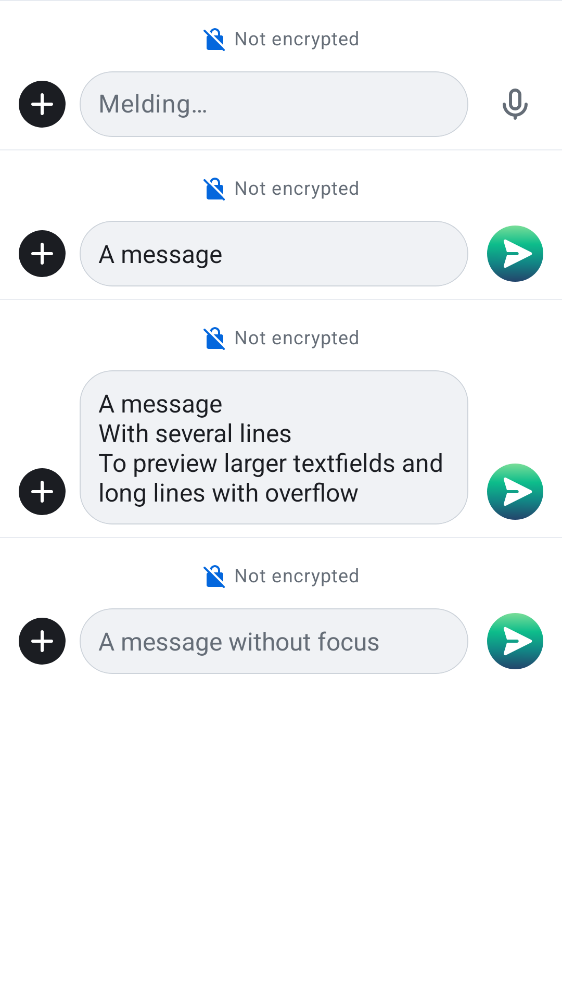 Not encrypted
Melding…
Not encrypted
A message
Not encrypted
A message
With several lines
To preview larger textfields and
long lines with overflow
Not encrypted
A message without focus